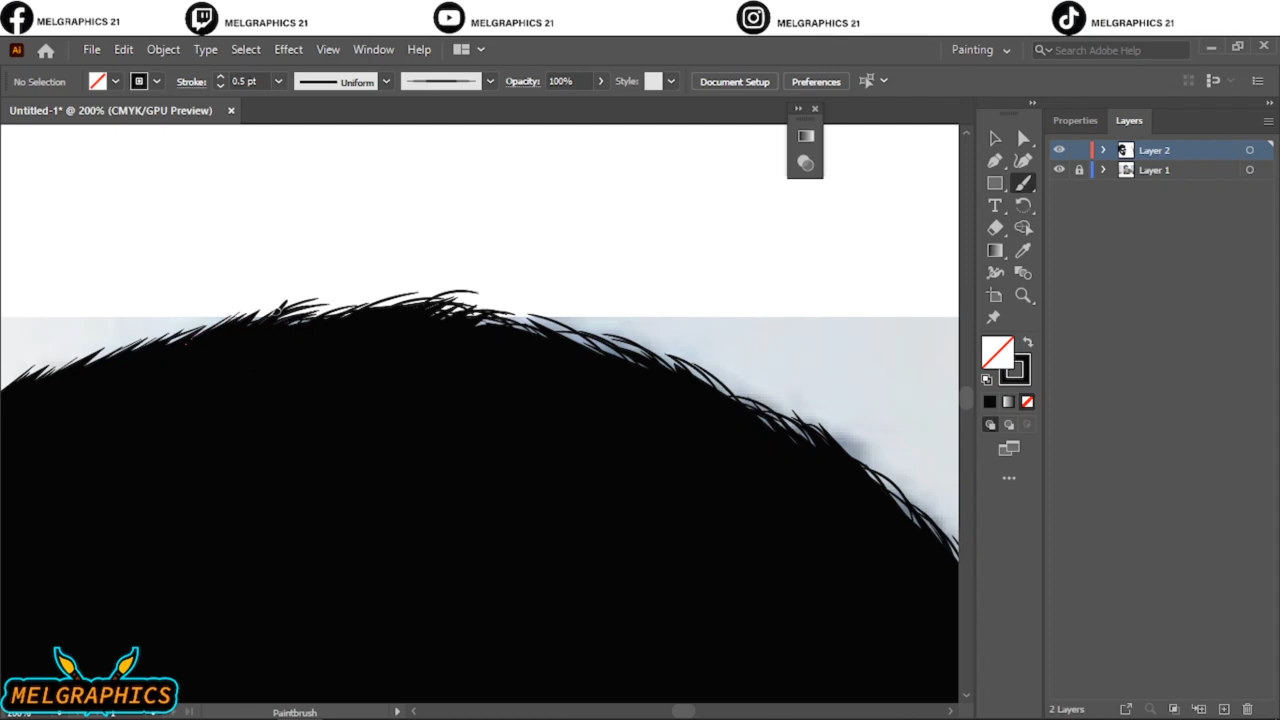 MELGRAPHICS 21 MELGRAPHICS 21 MELGRAPHICS 21 MELGRAPHICS 21 MELGRAPHICS 21
Ai File Edit Object Type Select Effect View Window Help Painting Search Adobe Help
No Selection Stroke: 0.5 pt Uniform Opacity: 100% Style: Document Setup Preferences
Untitled-1* @ 200% (CMYK/GPU Preview)
Properties Layers
Layer 2
Layer 1
MELGRAPHICS
Paintbrush
2 Layers